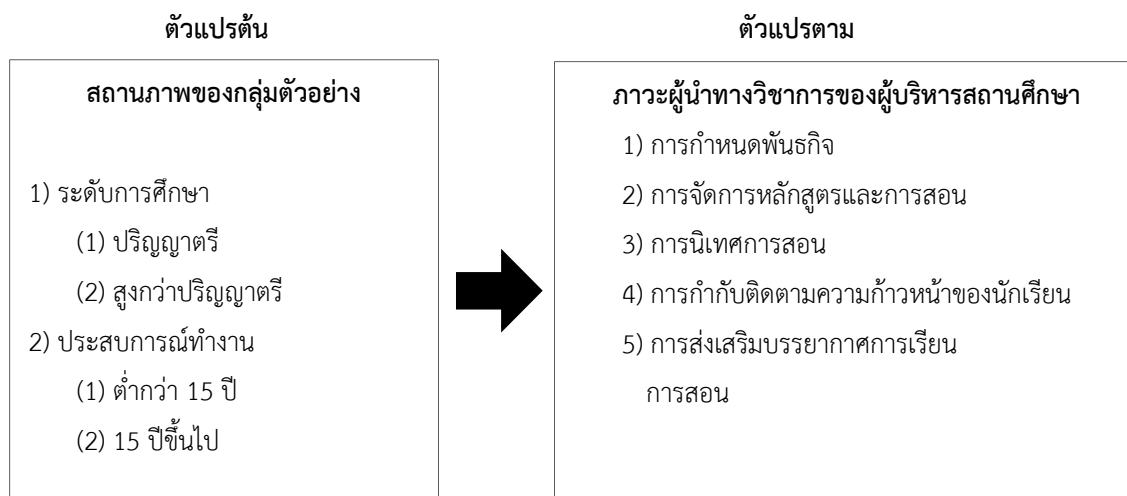 ตัวแปรต้น
สถานภาพของกลุ่มตัวอย่าง
1) ระดับการศึกษา
(1) ปริญญาตรี
(2) สูงกว่าปริญญาตรี
2) ประสบการณ์ทำงาน
(1) ต่ำกว่า 15 ปี
(2) 15 ปีขึ้นไป
ตัวแปรตาม
ภาวะผู้นำทางวิชาการของผู้บริหารสถานศึกษา
1) การกำหนดพันธกิจ
2) การจัดการหลักสูตรและการสอน
3) การนิเทศการสอน
4) การกำกับติดตามความก้าวหน้าของนักเรียน
5) การส่งเสริมบรรยากาศการเรียน
การสอน